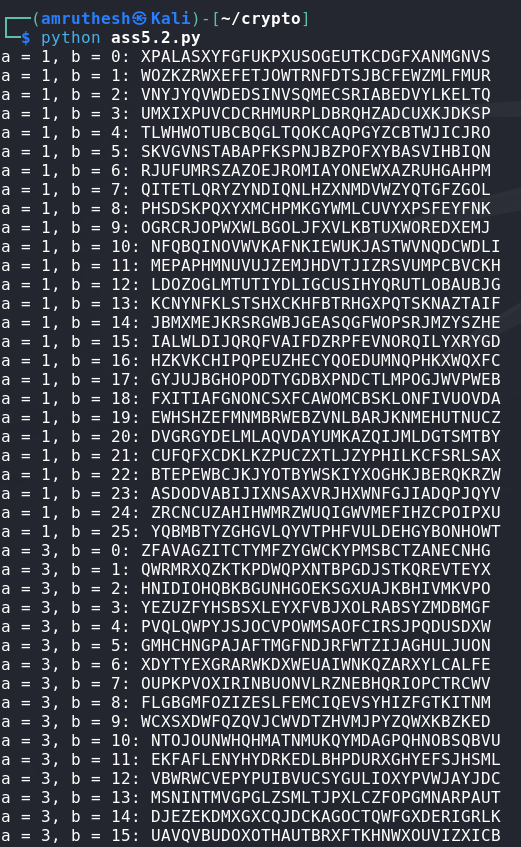 ┌──(amruthesh㉿Kali)-[~/crypto]
└─$ python ass5.2.py
a = 1, b = 0: XPALASXYFGFUKPXUSOGEUTKCDGFXANMGNVS
a = 1, b = 1: WOZKZRWXEFETJOWTRNFDTSJBCFEWZMLFMUR
a = 1, b = 2: VNYJYQVWDEDSINVSQMECSRIABEDVYLKELTQ
a = 1, b = 3: UMXIXPUVCDCRHMURPLDBRQHZADCUXKJDKSP
a = 1, b = 4: TLWHWOTUBCBQGLTQOKCAQPGYZCBTWJICJRO
a = 1, b = 5: SKVGVNSTABAPFKSPNJBZPOFXYBASVIHBIQN
a = 1, b = 6: RJUFUMRSZAZOEJROMIAYONEWXAZRUHGAHPM
a = 1, b = 7: QITETLQRYZYNDIQNLHZXNMDVWZYQTGFZGOL
a = 1, b = 8: PHSDSKPQXYXMCHPMKGYWMLCUVYXPSFEYFNK
a = 1, b = 9: OGRCRJOPWXWLBGOLJFXVLKBTUXWOREDXEMJ
a = 1, b = 10: NFQBQINOVWVKAFNKIEWUKJASTWVNQDCWDLI
a = 1, b = 11: MEPAPHMNUVUJZEMJHDVTJIZRSVUMPCBVCKH
a = 1, b = 12: LDOZOGLMTUTIYDLIGCUSIHYQRUTLOBAUBJG
a = 1, b = 13: KCNYNFKLSTSHXCKHFBTRHGXPQTSKNAZTAIF
a = 1, b = 14: JBMXMEJKRSRGWBJGEASQGFWOPSRJMZYSZHE
a = 1, b = 15: IALWLDIJQRQFVAIFDZRPFEVNORQILYXRYGD
a = 1, b = 16: HZKVKCHIPQPEUZHECYQOEDUMNQPHKXWQXFC
a = 1, b = 17: GYJUJBGHOPODTYGDBXPNDCTLMPOGJWVPWEB
a = 1, b = 18: FXITIAFGNONCSXFCAWOMCBSKLONFIVUOVDA
a = 1, b = 19: EWHSHZEFMNMBRWEBZVNLBARJKNMEHUTNUCZ
a = 1, b = 20: DVGRGYDELMLAQVDAYUMKAZQIJMLDGTSMTBY
a = 1, b = 21: CUFQFXCDKLKZPUCZXTLJZYPHILKCFSRLSAX
a = 1, b = 22: BTEPEWBCJKJYOTBYWSKIYXOGHKJBERQKRZW
a = 1, b = 23: ASDODVABIJIXNSAXVRJHXWNFGJIADQPJQYV
a = 1, b = 24: ZRCNCUZAHIHWMRZWUQIGWVMEFIHZCPOIPXU
a = 1, b = 25: YQBMBTYZGHGVLQYVTPHFVULDEHGYBONHOWT
a = 3, b = 0: ZFAVAGZITCTYMFZYGWCKYPMSBCTZANECNHG
a = 3, b = 1: QWRMRXQZKTKPDWQPXNTBPGDJSTKQREVTEYX
a = 3, b = 2: HNIDIOHQBKBGUNHGOEKSGXUAJKBHIVMKVPO
a = 3, b = 3: YEZUZFYHSBSXLEYXFVBJXOLRABSYZMDBMGF
a = 3, b = 4: PVQLQWPYJSJOCVPOWMSAOFCIRSJPQDUSDXW
a = 3, b = 5: GMHCHNGPAJAFTMGFNDJRFWTZIJAGHULJUON
a = 3, b = 6: XDYTYEXGRARWKDXWEUAIWNKQZARXYLCALFE
a = 3, b = 7: OUPKPVOXIRINBUONVLRZNEBHQRIOPCTRCWV
a = 3, b = 8: FLGBGMFOZIZESLFEMCIQEVSYHIZFGTKITNM
a = 3, b = 9: WCXSXDWFQZQVJCWVDTZHVMJPYZQWXKBZKED
a = 3, b = 10: NTOJOUNWHQHMATNMUKQYMDAGPQHNOBSQBVU
a = 3, b = 11: EKFAFLENYHYDRKEDLBHPDURXGHYEFSJHSML
a = 3, b = 12: VBWRWCVEPYPUIBVUCSYGULIOXYPVWJAYJDC
a = 3, b = 13: MSNINTMVGPGLZSMLTJPXLCZFOPGMNARPAUT
a = 3, b = 14: DJEZEKDMXGXCQJDCKAGOCTQWFGXDERIGRLK
a = 3, b = 15: UAVQVBUDOXOTHAUTBRXFTKHNWXOUVIZXICB